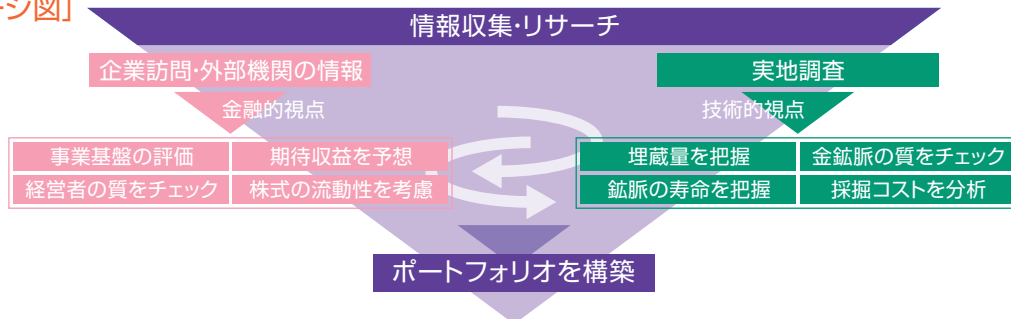 ージ図]
情報収集・リサーチ
企業訪問・外部機関の情報
実地調査
金融的視点
技術的視点
事業基盤の評価
期待収益を予想
経営者の質をチェック
株式の流動性を考慮
埋蔵量を把握
金鉱脈の質をチェック
鉱脈の寿命を把握
採掘コストを分析
ポートフォリオを構築